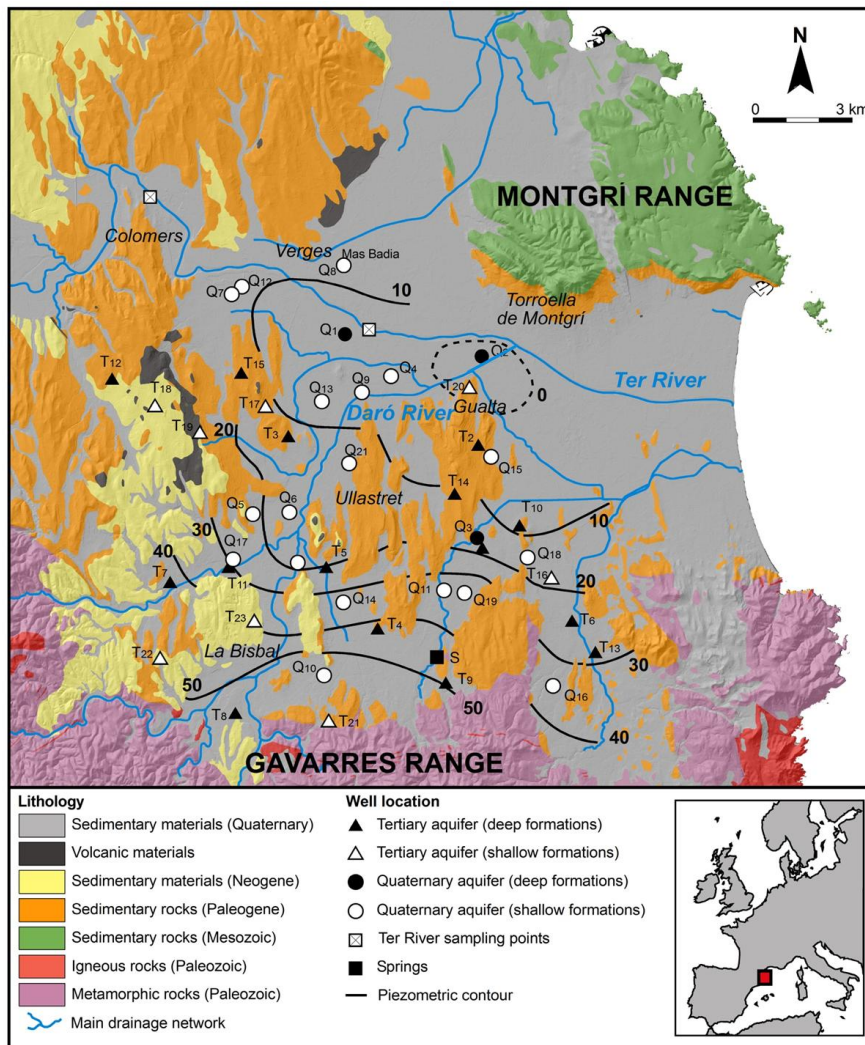 N
0 3 km
MONTGRÍ RANGE
Colomers
Verges
Mas Badia
Q8
Q7
Q12
10
Torroella
de Montgrí
Q1
Q2
T12
T15
T18
Q4
T20
0
Ter River
Q13
Q9
T17
Gualta
T19
20
Daró River
T3
T2
Q21
Q15
T14
Ullastret
Q5
Q6
T10
10
30
Q3
40
Q17
T5
Q18
T7
T11
T16
20
Q11
Q19
Q14
T23
T4
T6
La Bisbal
T13
T22
S
30
50
Q10
T9
Q16
50
T8
T21
40
GAVARRES RANGE
Lithology
Sedimentary materials (Quaternary)
Volcanic materials
Sedimentary materials (Neogene)
Sedimentary rocks (Paleogene)
Sedimentary rocks (Mesozoic)
Igneous rocks (Paleozoic)
Metamorphic rocks (Paleozoic)
Main drainage network
Well location
Tertiary aquifer (deep formations)
Tertiary aquifer (shallow formations)
Quaternary aquifer (deep formations)
Quaternary aquifer (shallow formations)
Ter River sampling points
Springs
Piezometric contour